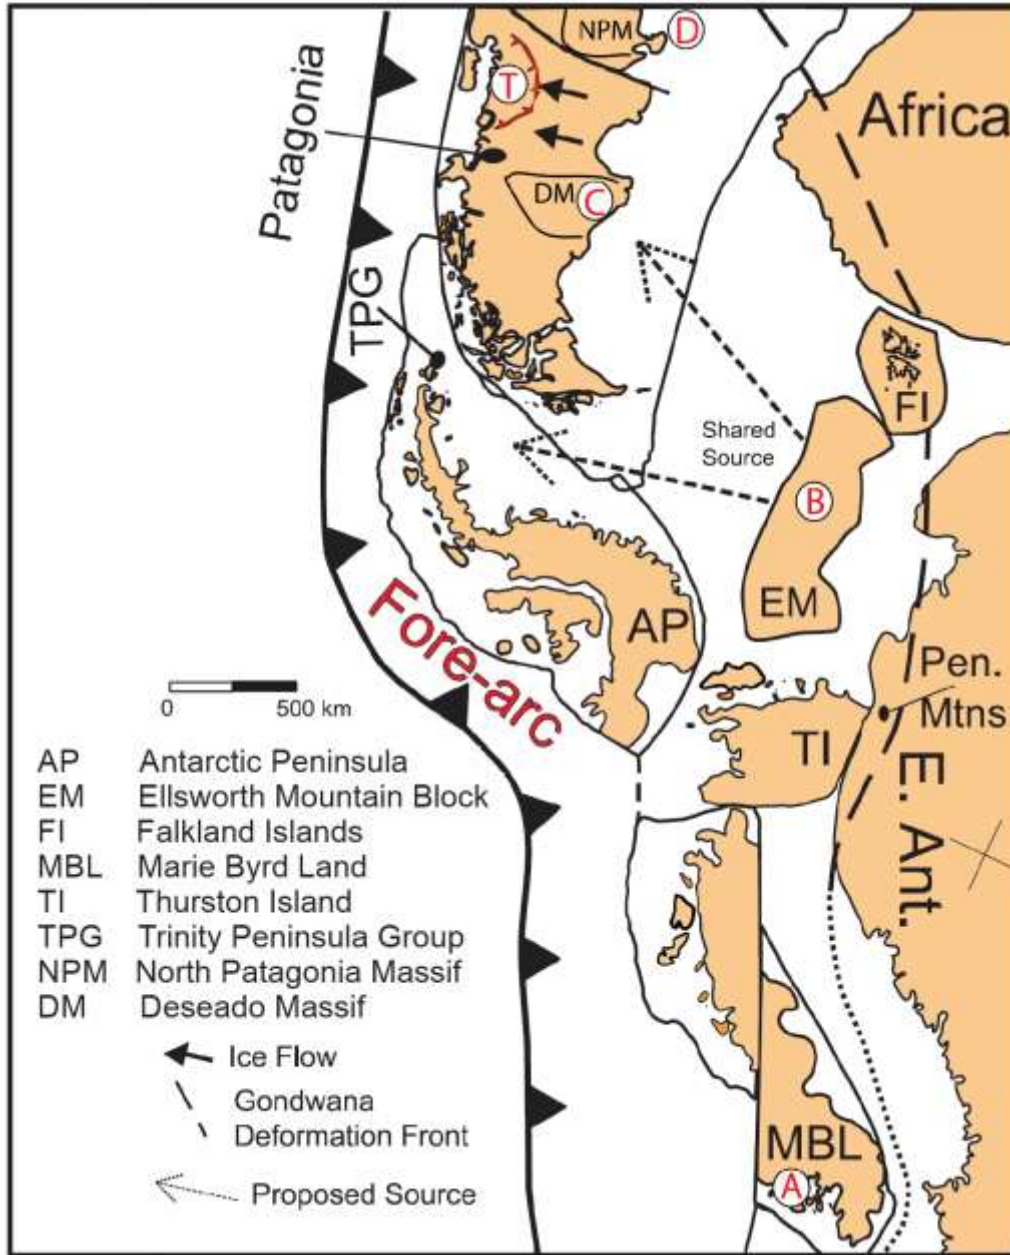 NPM
D
T
Africa
Patagonia
DM
C
TPG
FI
Shared
Source
B
EM
Fore-arc
AP
Pen.
Mtns
TI
E. Ant.
0 500 km
AP Antarctic Peninsula
EM Ellsworth Mountain Block
FI Falkland Islands
MBL Marie Byrd Land
TI Thurston Island
TPG Trinity Peninsula Group
NPM North Patagonia Massif
DM Deseado Massif
Ice Flow
Gondwana
Deformation Front
Proposed Source
MBL
A